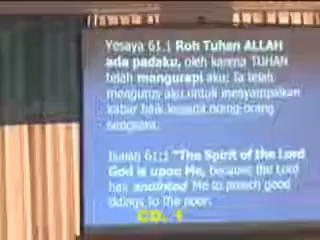 Yesaya 61:1 Roh Tuhan ALLAH
ada padaku, oleh karena TUHAN
telah mengurapi aku; Ia telah
mengutus aku untuk menyampaikan
kabar baik kepada orang-orang
sengsara,
Isaiah 61:1 "The Spirit of the Lord
God is upon Me, because the Lord
has anointed Me to preach good
tidings to the poor,
CD. 1